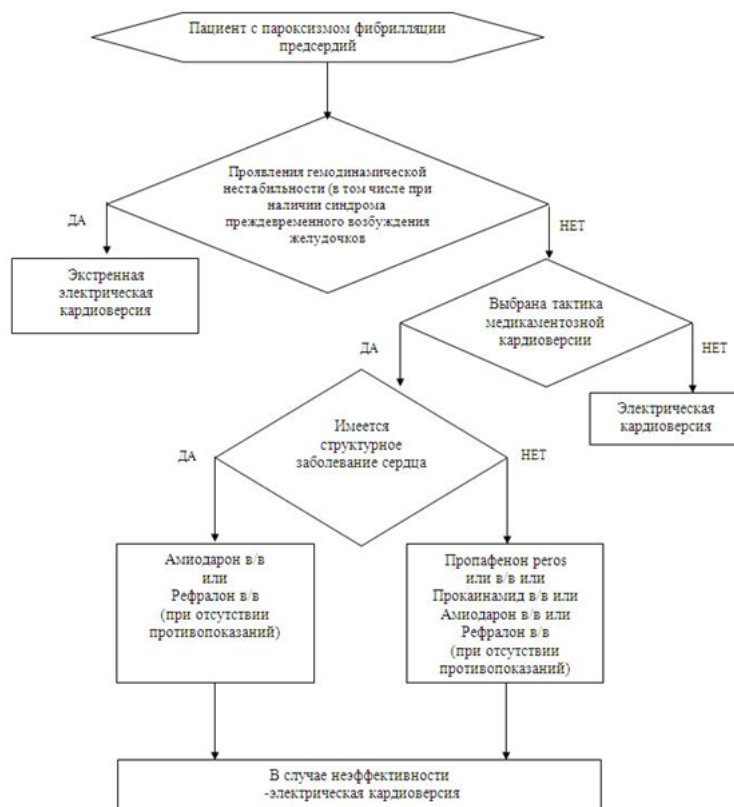 Пациент с пароксизмом фибрилляции
предсердий
Проявления гемодинамической
нестабильности (в том числе при
наличии синдрома
преждевременного возбуждения
желудочков
ДА
НЕТ
Экстренная
электрическая
кардиоверсия
Выбрана тактика
медикаментозной
кардиоверсии
ДА
НЕТ
Электрическая
кардиоверсия
Имеется
структурное
заболевание сердца
ДА
НЕТ
Амиодарон в/в
или
Рефралон в/в
(при отсутствии
противопоказаний)
Пропафенон peros
или в/в или
Прокаинамид в/в или
Амиодарон в/в или
Рефралон в/в
(при отсутствии
противопоказаний)
В случае неэффективности
-электрическая кардиоверсия